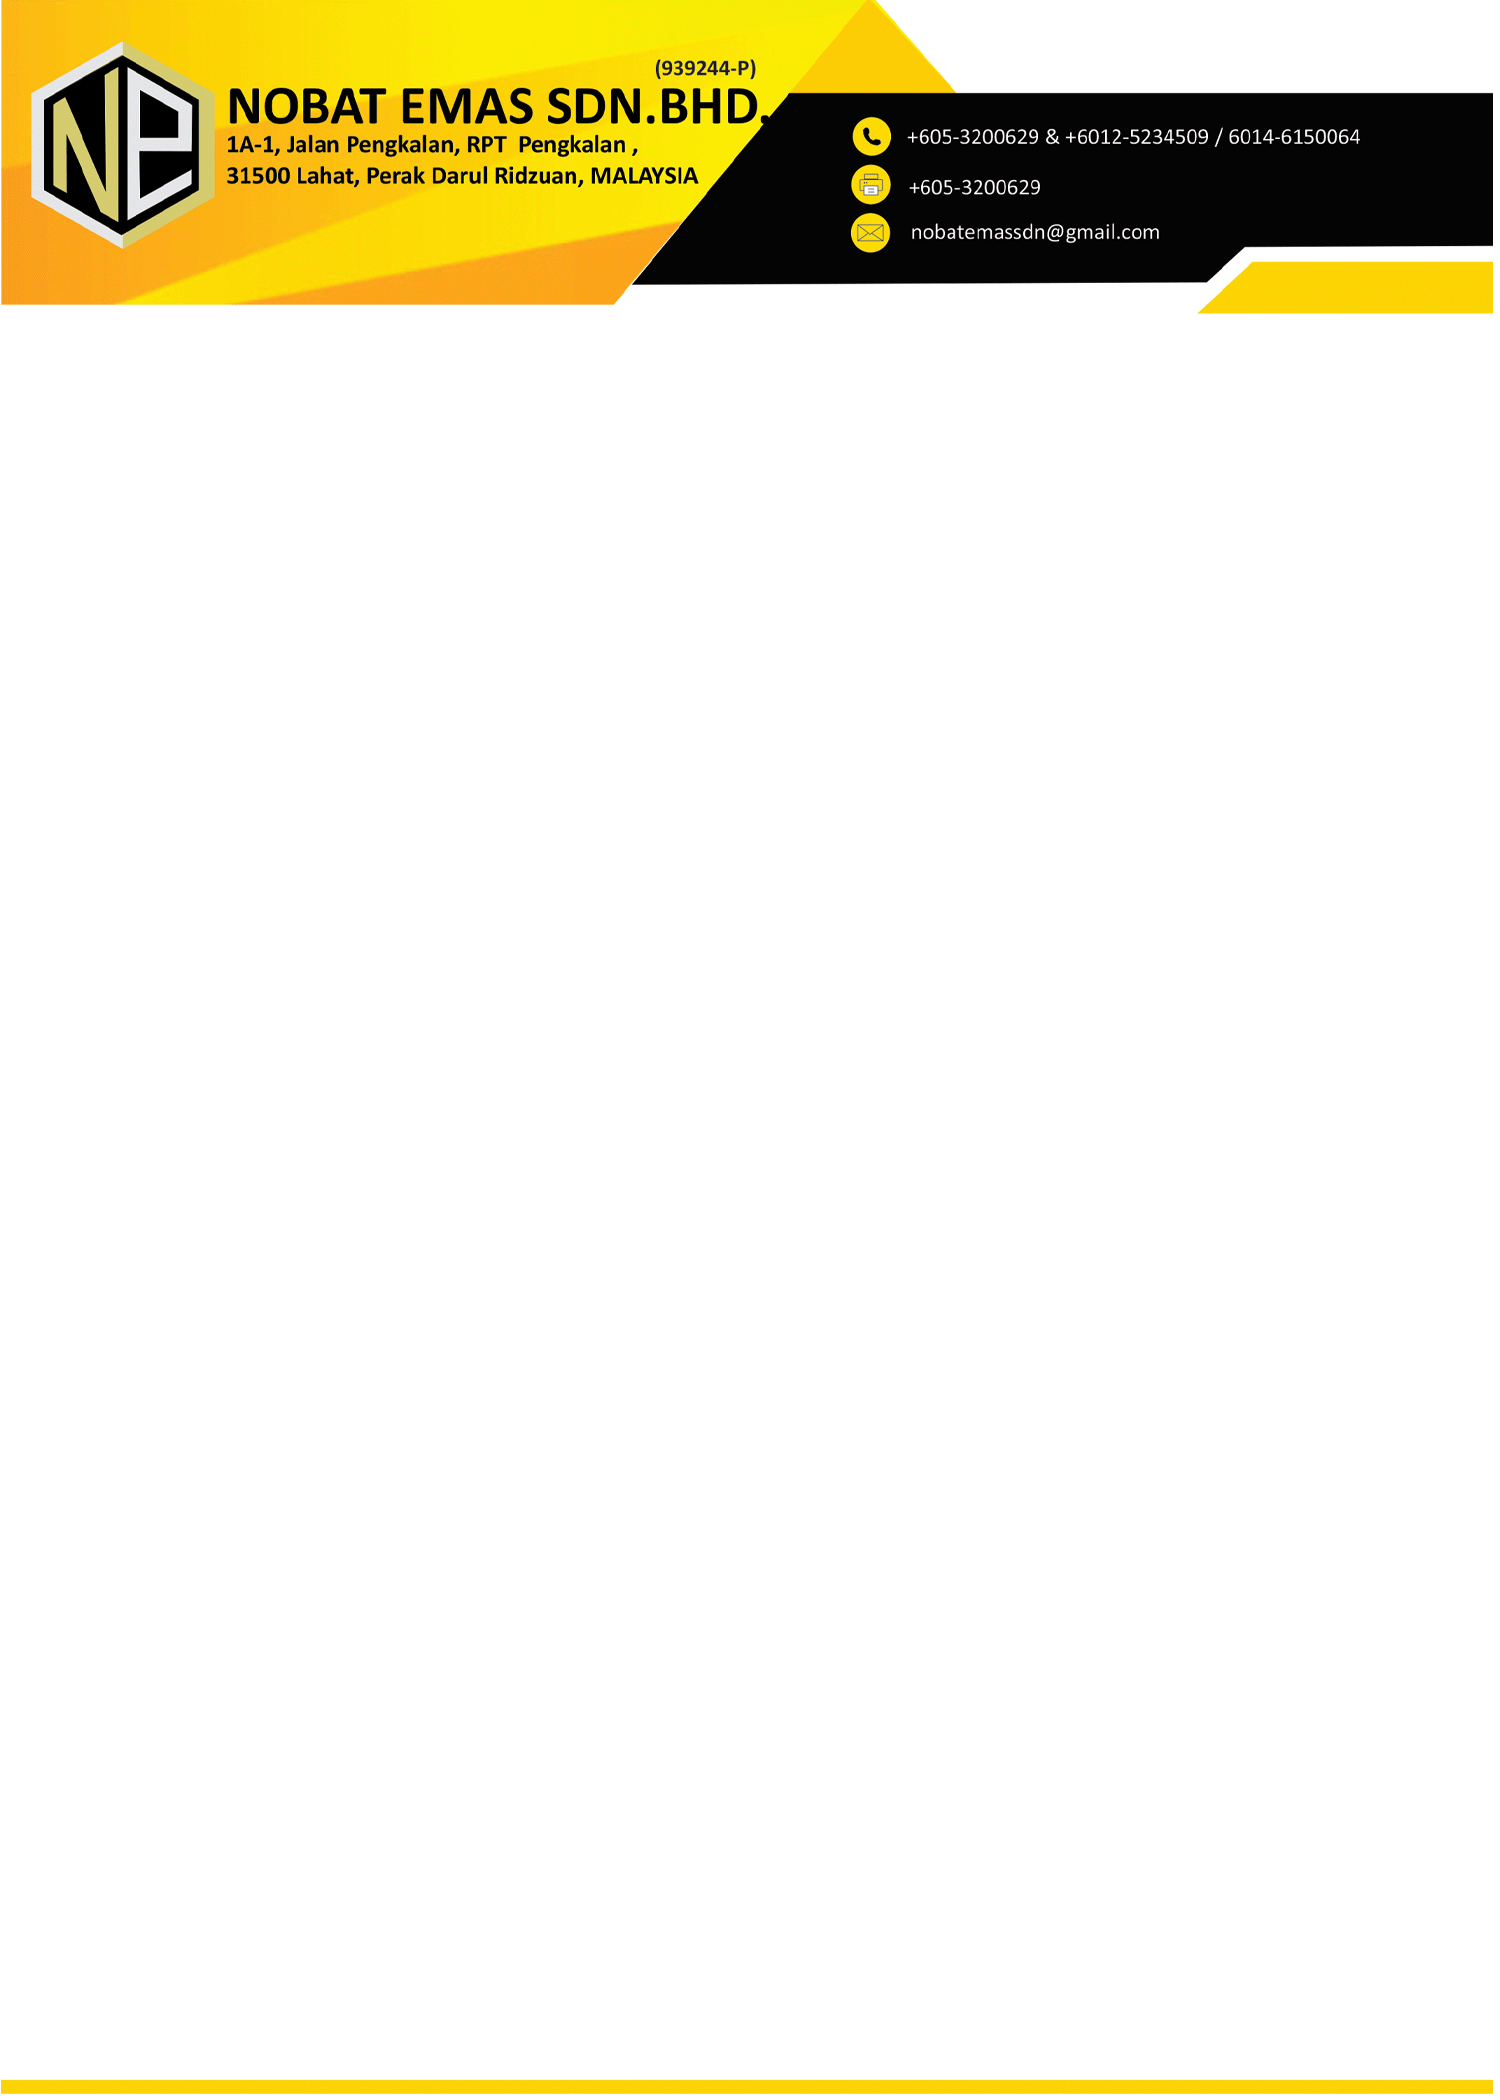 (939244-P)
NOBAT EMAS SDN.BHD.
1A-1, Jalan Pengkalan, RPT  Pengkalan ,
31500 Lahat, Perak Darul Ridzuan, MALAYSIA
+605-3200629 & +6012-5234509 / 6014-6150064
+605-3200629
nobatemassdn@gmail.com